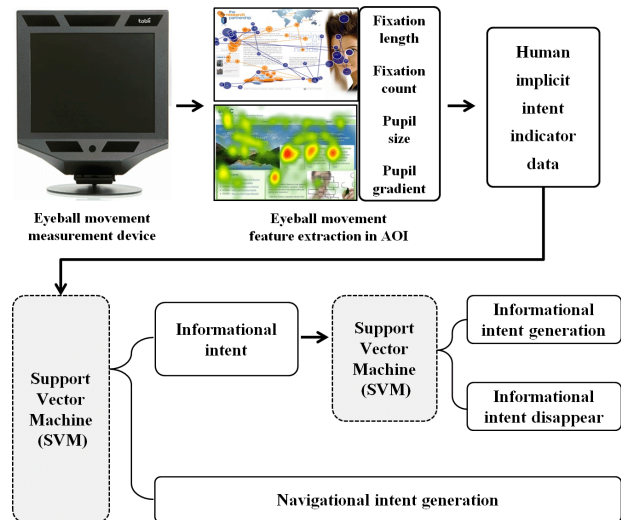 tobii
Fixation
length
Fixation
count
Pupil
size
Pupil
gradient
Human
implicit
intent
indicator
data
Eyeball movement
measurement device
Eyeball movement
feature extraction in AOI
Support
Vector
Machine
(SVM)
Informational
intent
Support
Vector
Machine
(SVM)
Informational
intent generation
Informational
intent disappear
Navigational intent generation